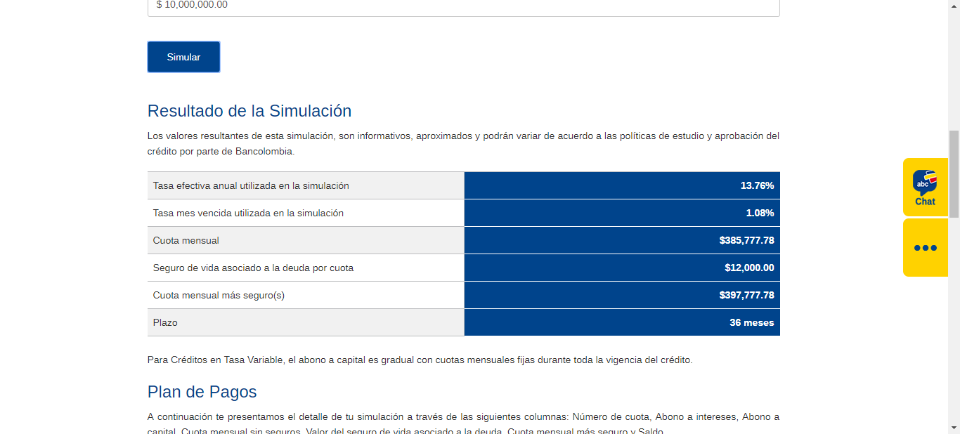 $ 10,000,000.00
Simular
Resultado de la Simulación
Los valores resultantes de esta simulación, son informativos, aproximados y podrán variar de acuerdo a las políticas de estudio y aprobación del
crédito por parte de Bancolombia.
Tasa efectiva anual utilizada en la simulación 13.76%
Tasa mes vencida utilizada en la simulación 1.08%
Cuota mensual $385,777.78
Seguro de vida asociado a la deuda por cuota $12,000.00
Cuota mensual más seguro(s) $397,777.78
Plazo 36 meses
abc
Chat
Para Créditos en Tasa Variable, el abono a capital es gradual con cuotas mensuales fijas durante toda la vigencia del crédito.
Plan de Pagos
A continuación te presentamos el detalle de tu simulación a través de las siguientes columnas: Número de cuota, Abono a intereses, Abono a
capital, Cuota mensual sin seguros, Valor del seguro de vida asociado a la deuda, Cuota mensual más seguro y Saldo.